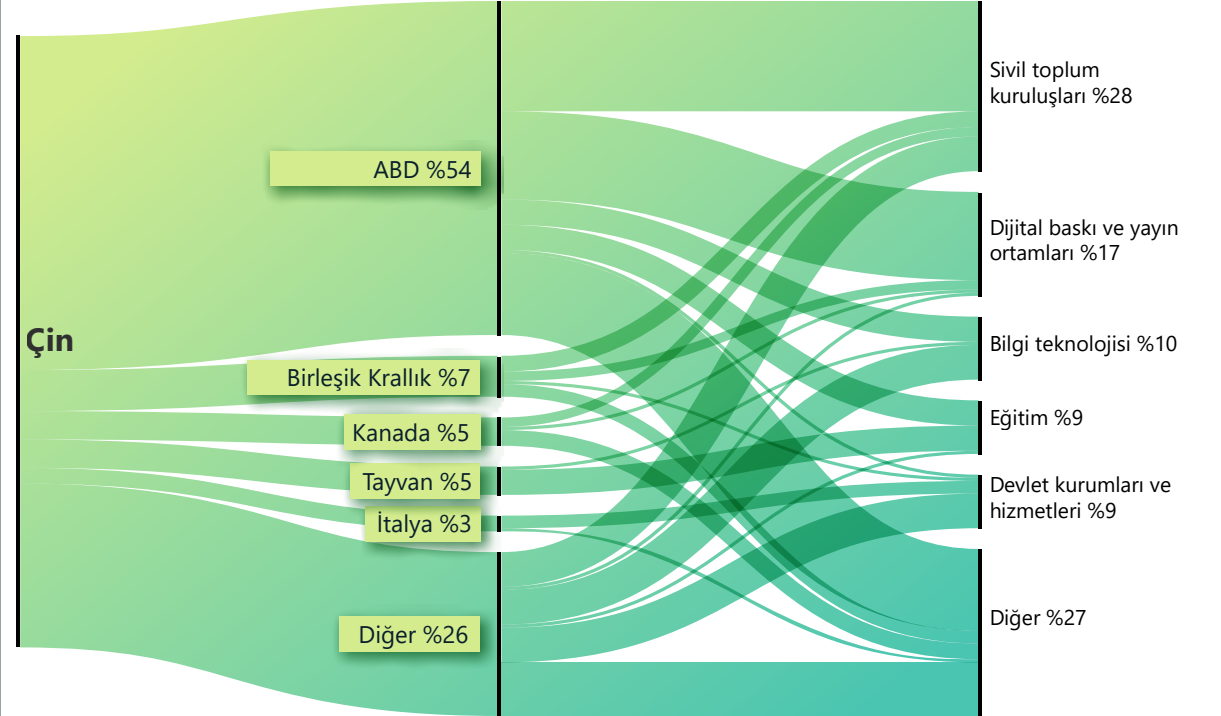 Çin
ABD %54
Birleşik Krallık %7
Kanada %5
Tayvan %5
İtalya %3
Diğer %26
Sivil toplum
kuruluşları %28
Dijital baskı ve yayın
ortamları %17
Bilgi teknolojisi %10
Eğitim %9
Devlet kurumları ve
hizmetleri %9
Diğer %27